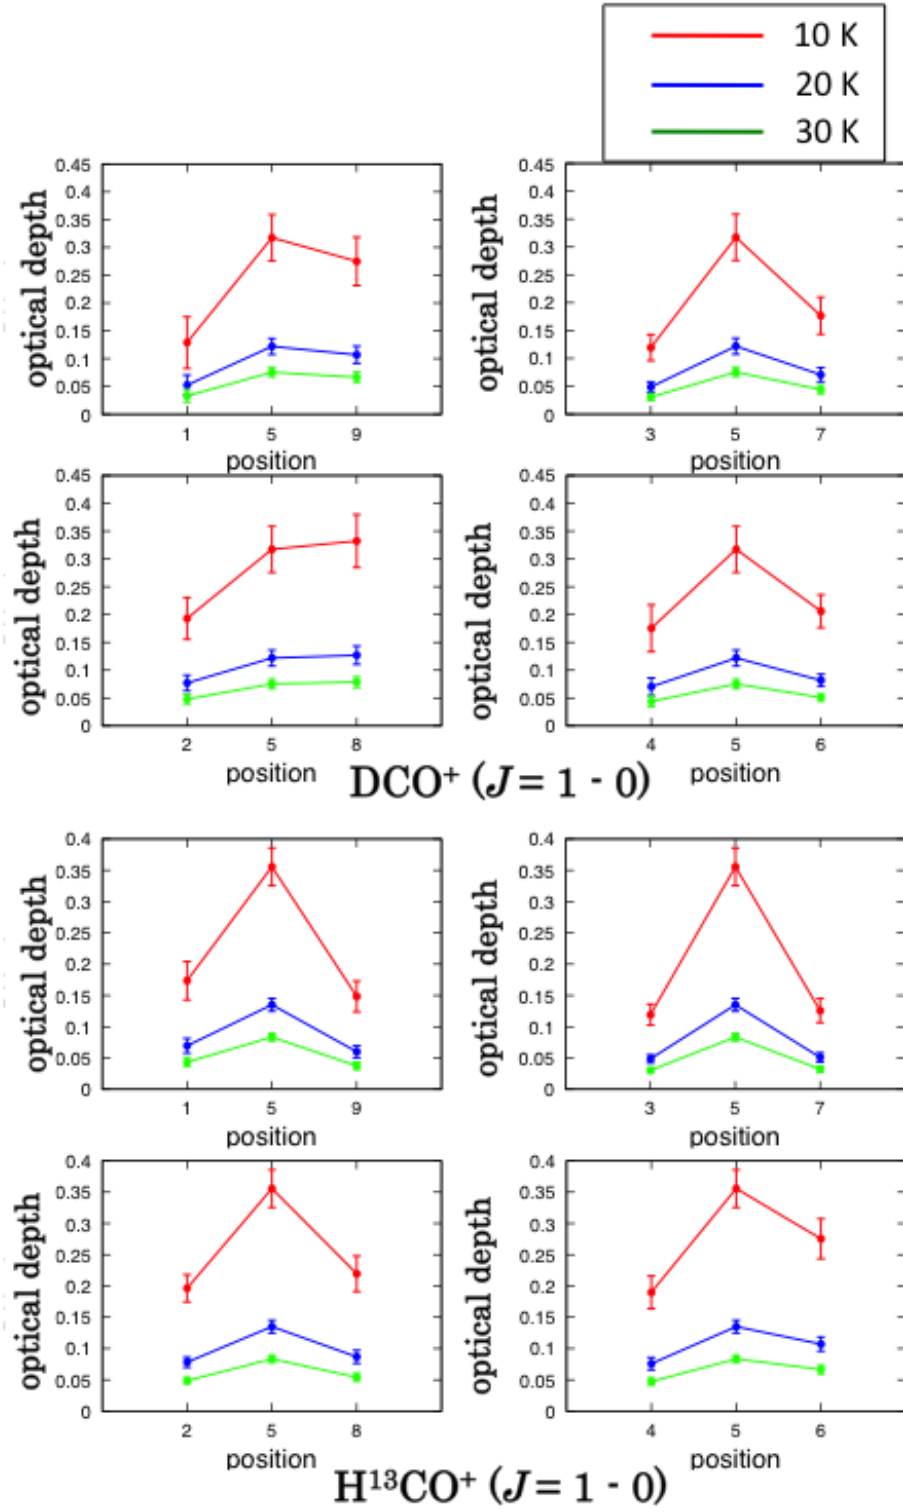 10 K
20 K
30 K
0.45
0.4
0.35
0.3
0.25
0.2
0.15
0.1
0.05
0
optical depth
1 5 9
position
0.45
0.4
0.35
0.3
0.25
0.2
0.15
0.1
0.05
0
optical depth
3 5 7
position
0.45
0.4
0.35
0.3
0.25
0.2
0.15
0.1
0.05
0
optical depth
2 5 8
position
0.45
0.4
0.35
0.3
0.25
0.2
0.15
0.1
0.05
0
optical depth
4 5 6
position
DCO⁺ (J = 1 - 0)
0.4
0.35
0.3
0.25
0.2
0.15
0.1
0.05
0
optical depth
1 5 9
position
0.4
0.35
0.3
0.25
0.2
0.15
0.1
0.05
0
optical depth
3 5 7
position
0.4
0.35
0.3
0.25
0.2
0.15
0.1
0.05
0
optical depth
2 5 8
position
0.4
0.35
0.3
0.25
0.2
0.15
0.1
0.05
0
optical depth
4 5 6
position
H¹³CO⁺ (J = 1 - 0)